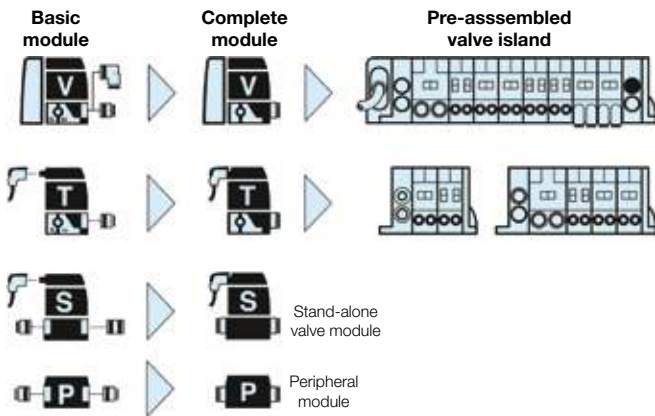 Basic
module
Complete
module
Pre-asssembled
valve island
V
V
T
T
S
S
Stand-alone
valve module
P
P
Peripheral
module